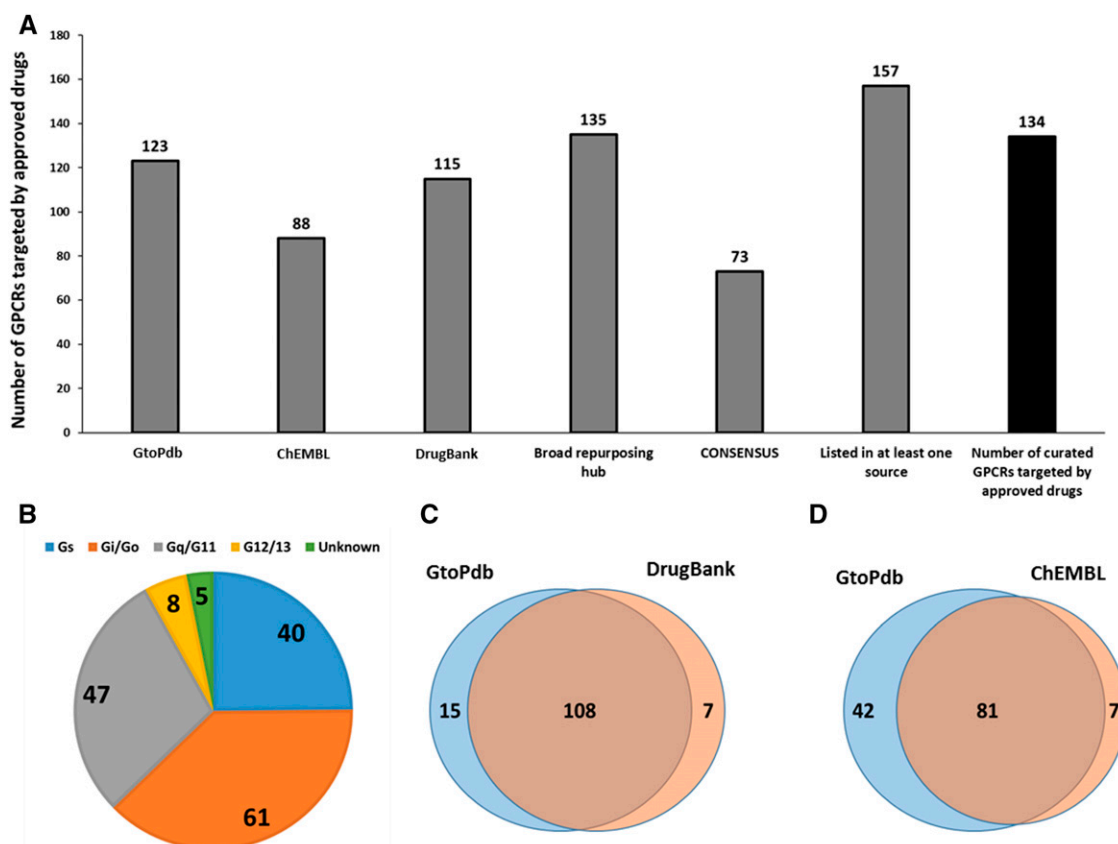 A
Number of GPCRs targeted by approved drugs
180
160
140
120
100
80
60
40
20
0
123
88
115
135
73
157
134
GtoPdb
ChEMBL
DrugBank
Broad repurposing
hub
CONSENSUS
Listed in at least one
source
Number of curated
GPCRs targeted by
approved drugs
B
Gs
Gi/Go
Gq/G11
G12/13
Unknown
8
5
40
47
61
C
GtoPdb
DrugBank
15
108
7
D
GtoPdb
ChEMBL
42
81
7